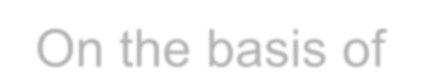 On the basis of